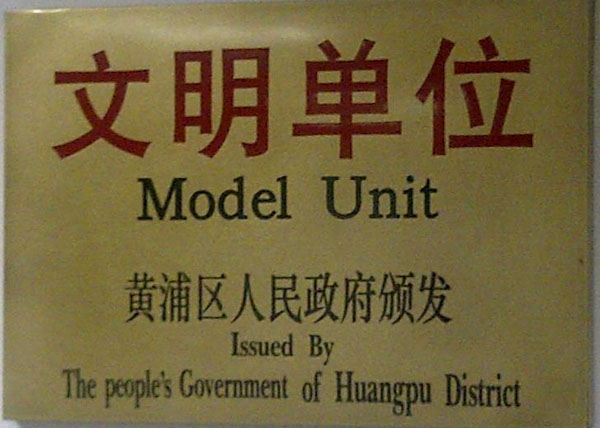 文明单位
Model Unit
黄浦区人民政府颁发
Issued By
The people's Government of Huangpu District